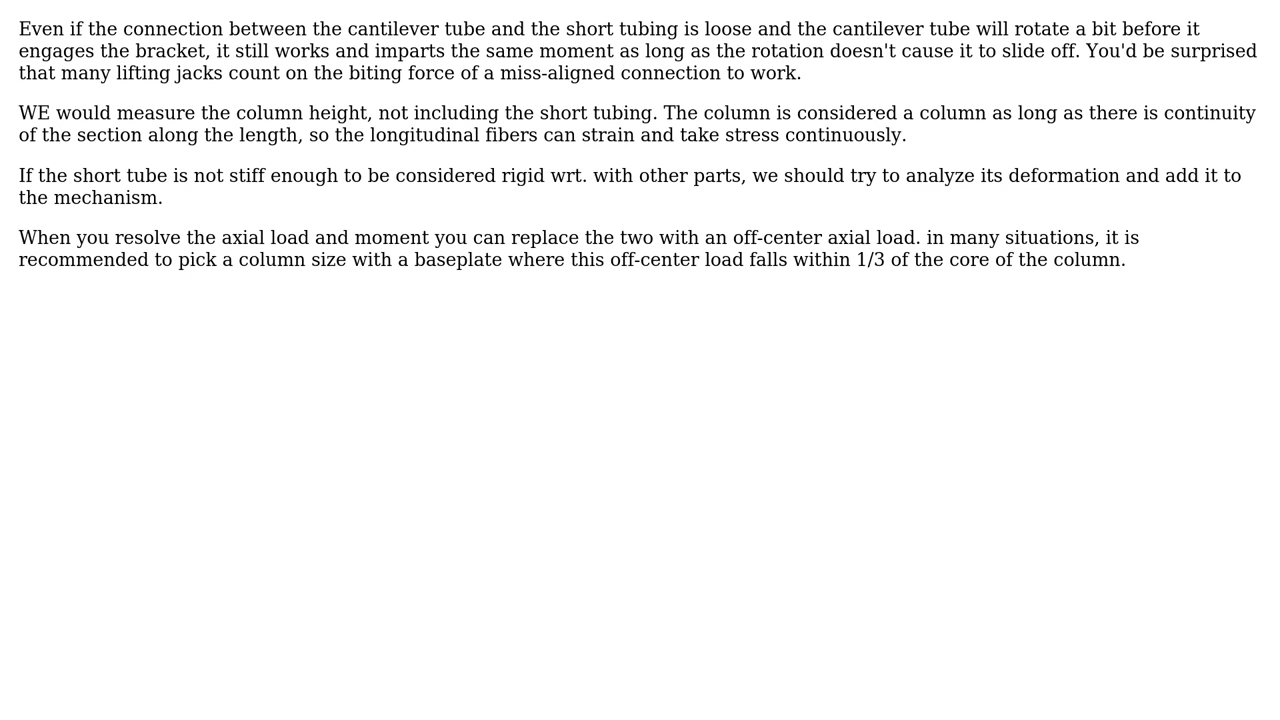 Even if the connection between the cantilever tube and the short tubing is loose and the cantilever tube will rotate a bit before it
engages the bracket, it still works and imparts the same moment as long as the rotation doesn't cause it to slide off. You'd be surprised
that many lifting jacks count on the biting force of a miss-aligned connection to work.
WE would measure the column height, not including the short tubing. The column is considered a column as long as there is continuity
of the section along the length, so the longitudinal fibers can strain and take stress continuously.
If the short tube is not stiff enough to be considered rigid wrt. with other parts, we should try to analyze its deformation and add it to
the mechanism.
When you resolve the axial load and moment you can replace the two with an off-center axial load. in many situations, it is
recommended to pick a column size with a baseplate where this off-center load falls within 1/3 of the core of the column.